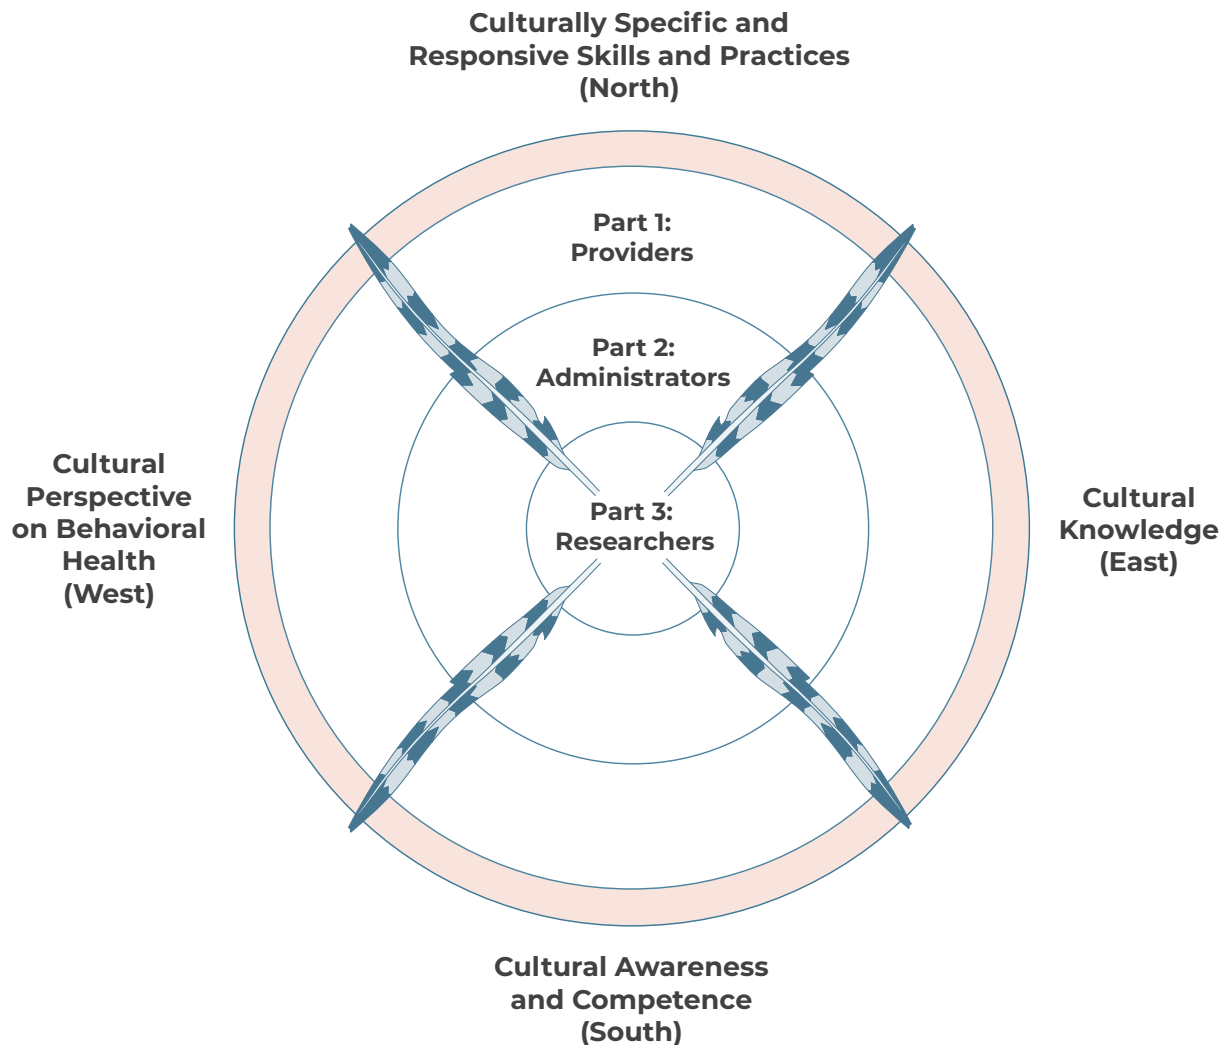 Culturally Specific and
Responsive Skills and Practices
(North)
Part 1:
Providers
Part 2:
Administrators
Cultural
Perspective
on Behavioral
Health
(West)
Part 3:
Researchers
Cultural
Knowledge
(East)
Cultural Awareness
and Competence
(South)